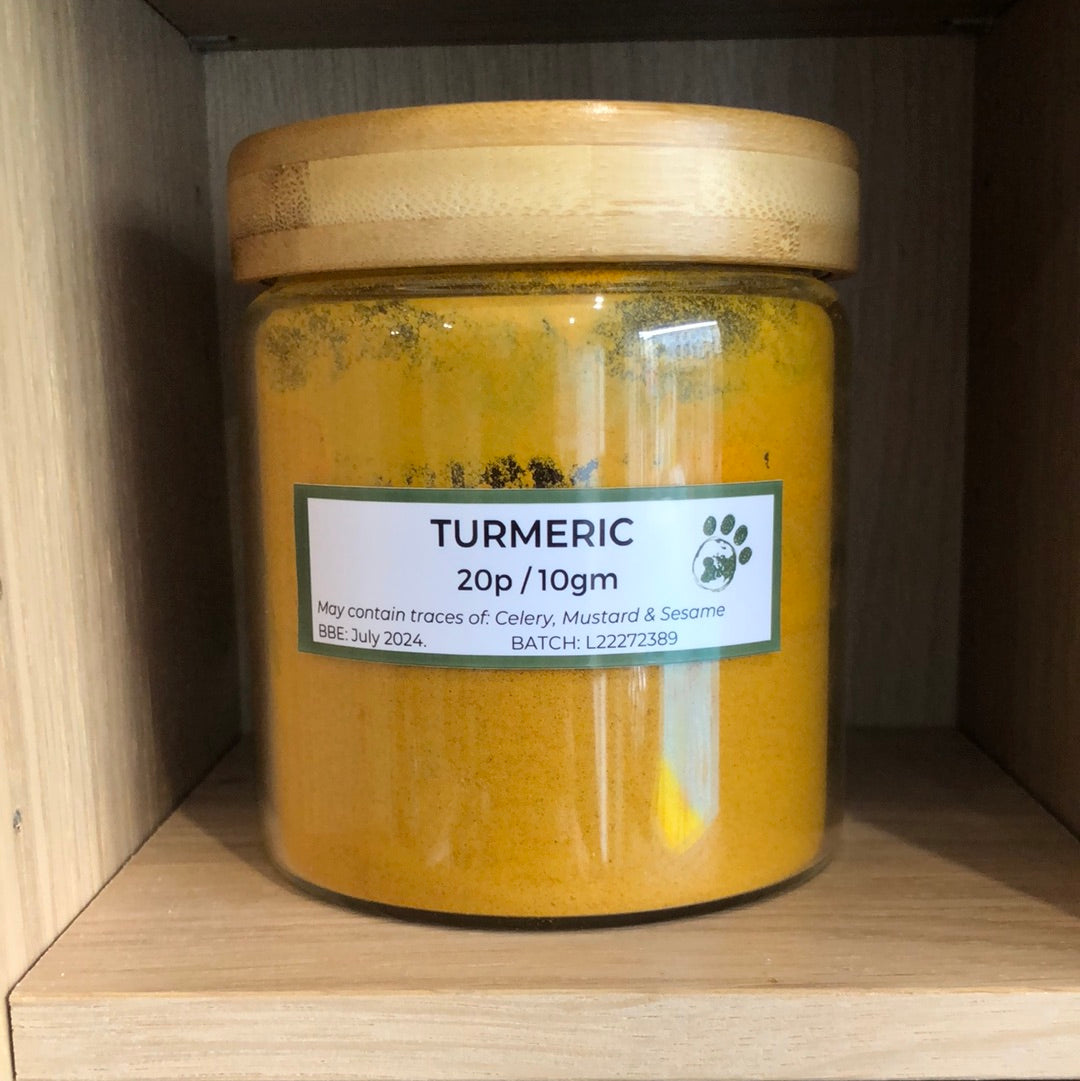 TURMERIC
20p / 10gm
May contain traces of: Celery, Mustard & Sesame
BBE: July 2024. BATCH: L22272389